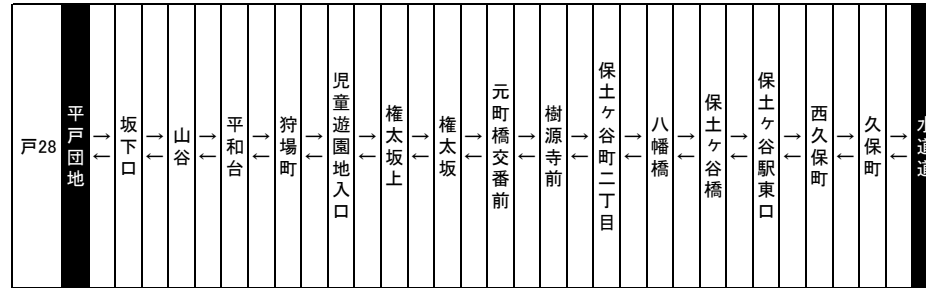 戸28
平戸団地
→
←
坂下口
→
←
山谷
→
←
平和台
→
←
狩場町
→
←
児童遊園地入口
→
←
権太坂上
→
←
権太坂
→
←
元町橋交番前
→
←
樹源寺前
→
←
保土ヶ谷町二丁目
→
←
八幡橋
→
←
保土ヶ谷橋
→
←
保土ヶ谷駅東口
→
←
西久保町
→
←
久保町
→
←
水道道